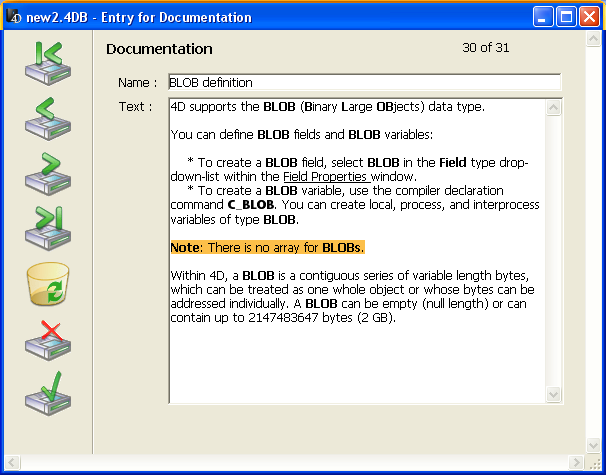 new2.4DB - Entry for Documentation
Documentation
30 of 31
Name :
BLOB definition
Text :
4D supports the BLOB (Binary Large OBjects) data type.
You can define BLOB fields and BLOB variables:
* To create a BLOB field, select BLOB in the Field type drop-
down-list within the Field Properties window.
* To create a BLOB variable, use the compiler declaration
command C_BLOB. You can create local, process, and interprocess
variables of type BLOB.
Note: There is no array for BLOBs.
Within 4D, a BLOB is a contiguous series of variable length bytes,
which can be treated as one whole object or whose bytes can be
addressed individually. A BLOB can be empty (null length) or can
contain up to 2147483647 bytes (2 GB).